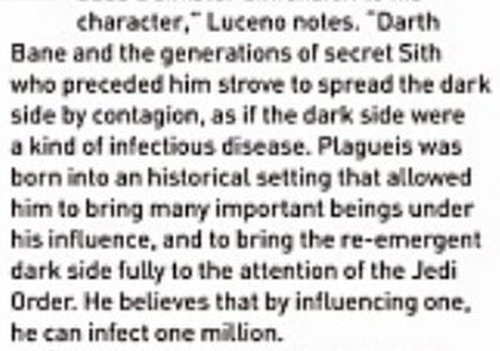 character," Luceno notes. "Darth
Bane and the generations of secret Sith
who preceded him strove to spread the dark
side by contagion, as if the dark side were
a kind of infectious disease. Plagueis was
born into an historical setting that allowed
him to bring many important beings under
his influence, and to bring the re-emergent
dark side fully to the attention of the Jedi
Order. He believes that by influencing one,
he can infect one million.